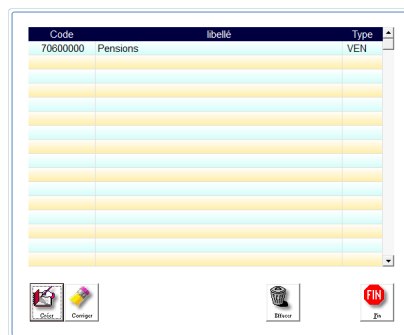 Code libellé Type
70600000 Pensions VEN
Créer Corriger Effacer FIN
Fin